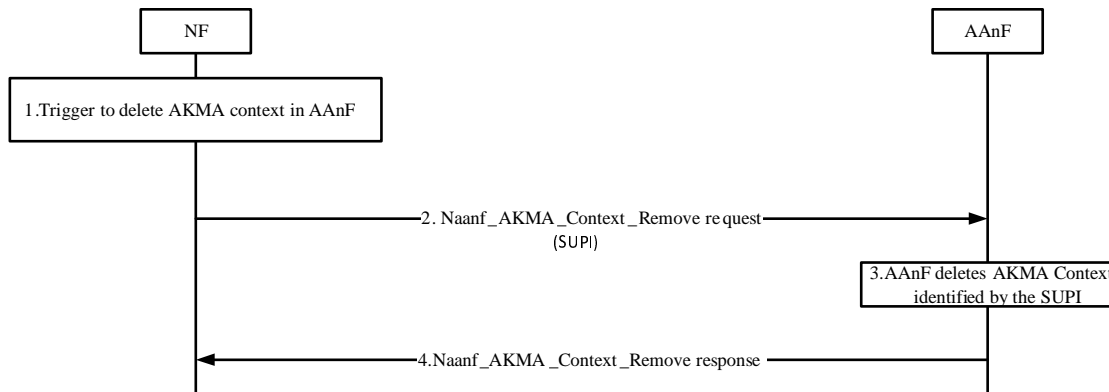 NF
AAnF
1.Trigger to delete AKMA context in AAnF
2. Naanf_AKMA_Context_Remove request
(SUPI)
3.AAnF deletes AKMA Context
identified by the SUPI
4.Naanf_AKMA_Context_Remove response